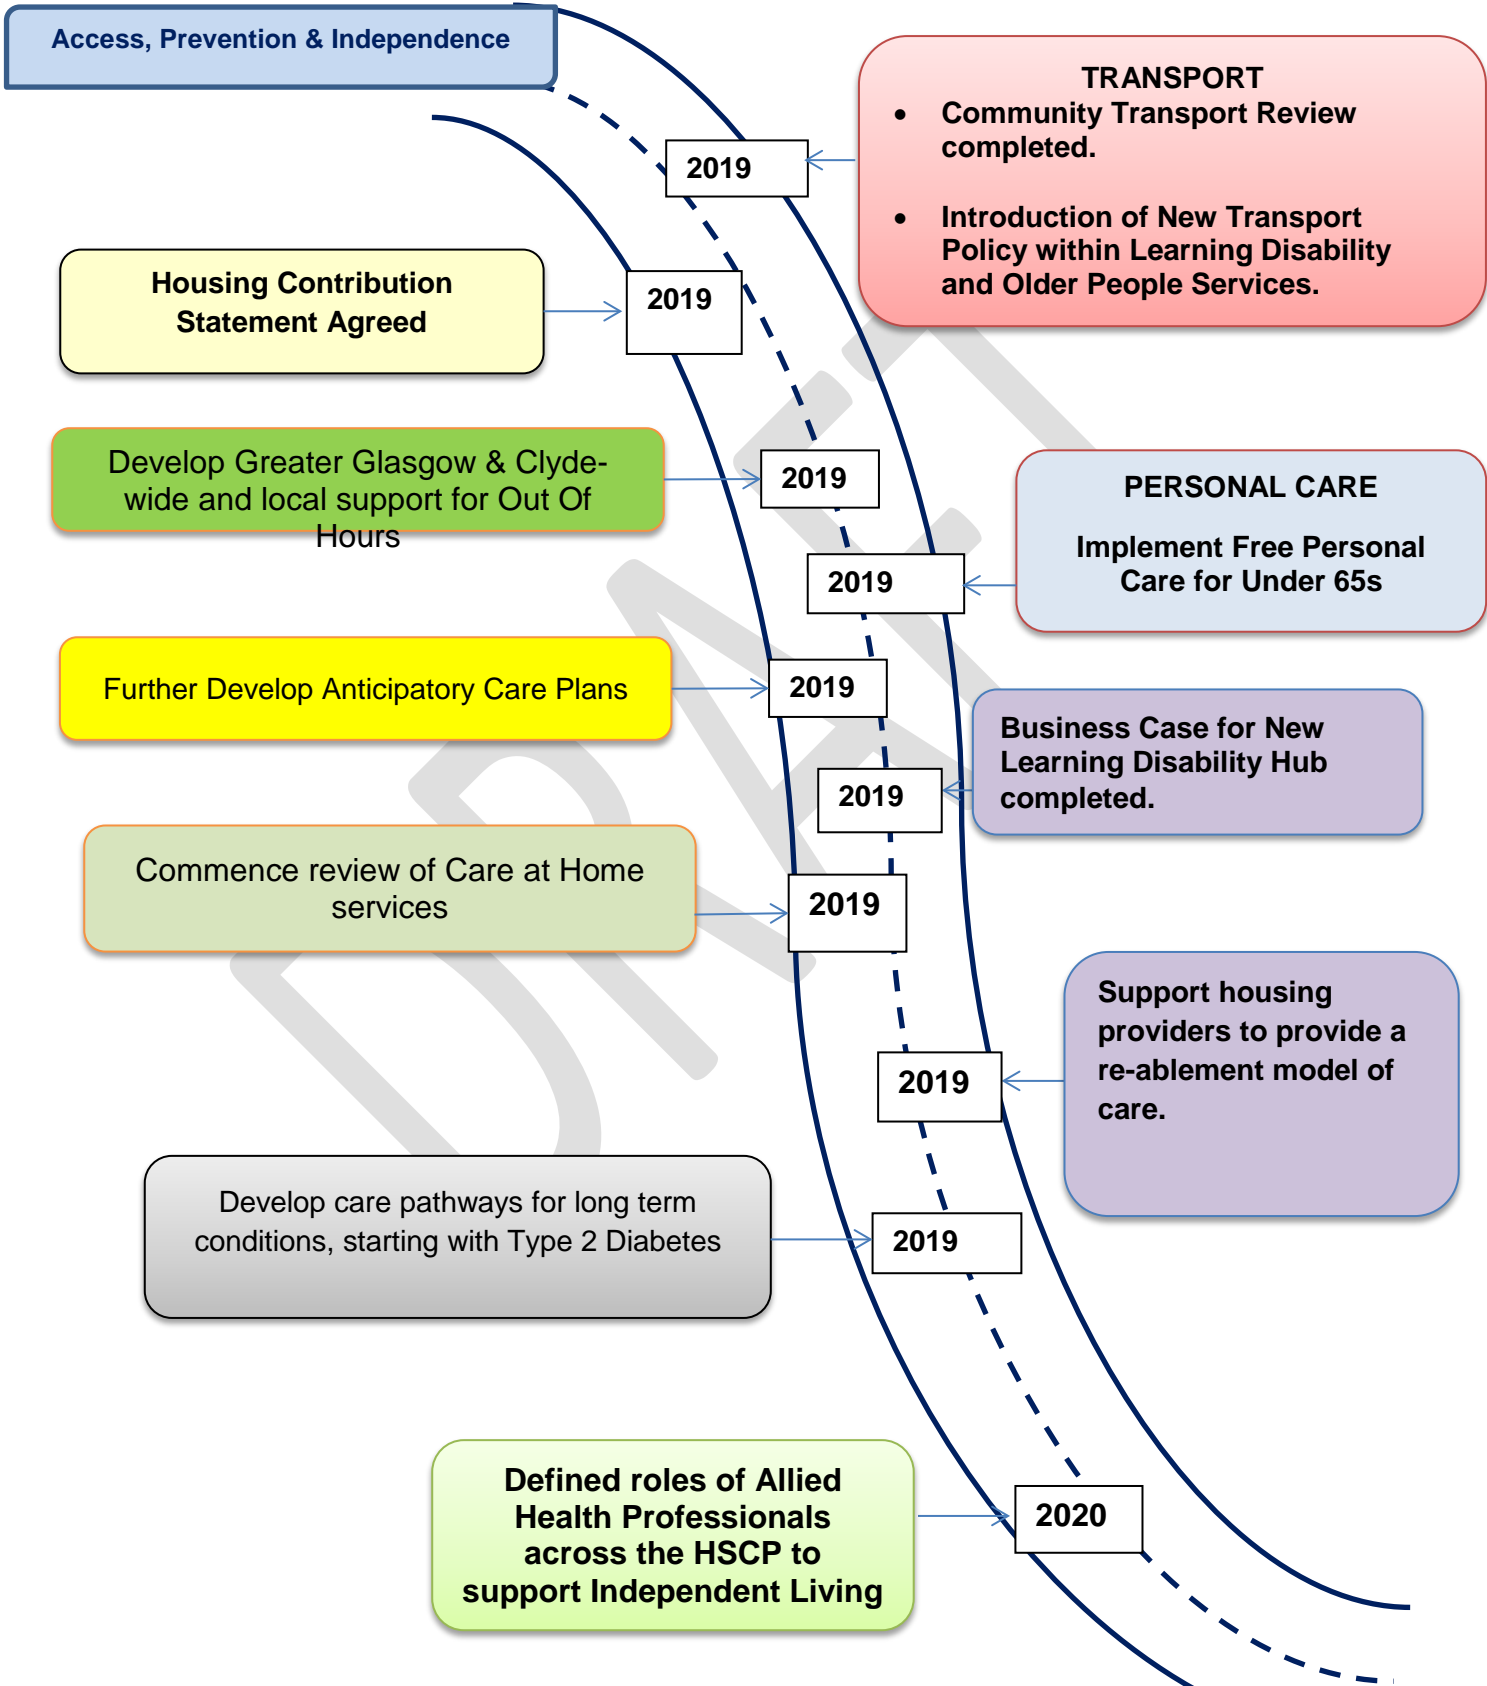 Access, Prevention & Independence
TRANSPORT
• Community Transport Review
completed.
• Introduction of New Transport
Policy within Learning Disability
and Older People Services.
2019
Housing Contribution
Statement Agreed
2019
Develop Greater Glasgow & Clyde-
wide and local support for Out Of
Hours
2019
PERSONAL CARE
Implement Free Personal
Care for Under 65s
2019
Further Develop Anticipatory Care Plans
2019
Business Case for New
Learning Disability Hub
completed.
2019
Commence review of Care at Home
services
2019
Support housing
providers to provide a
re-ablement model of
care.
2019
Develop care pathways for long term
conditions, starting with Type 2 Diabetes
2019
Defined roles of Allied
Health Professionals
across the HSCP to
support Independent Living
2020
DRAFT